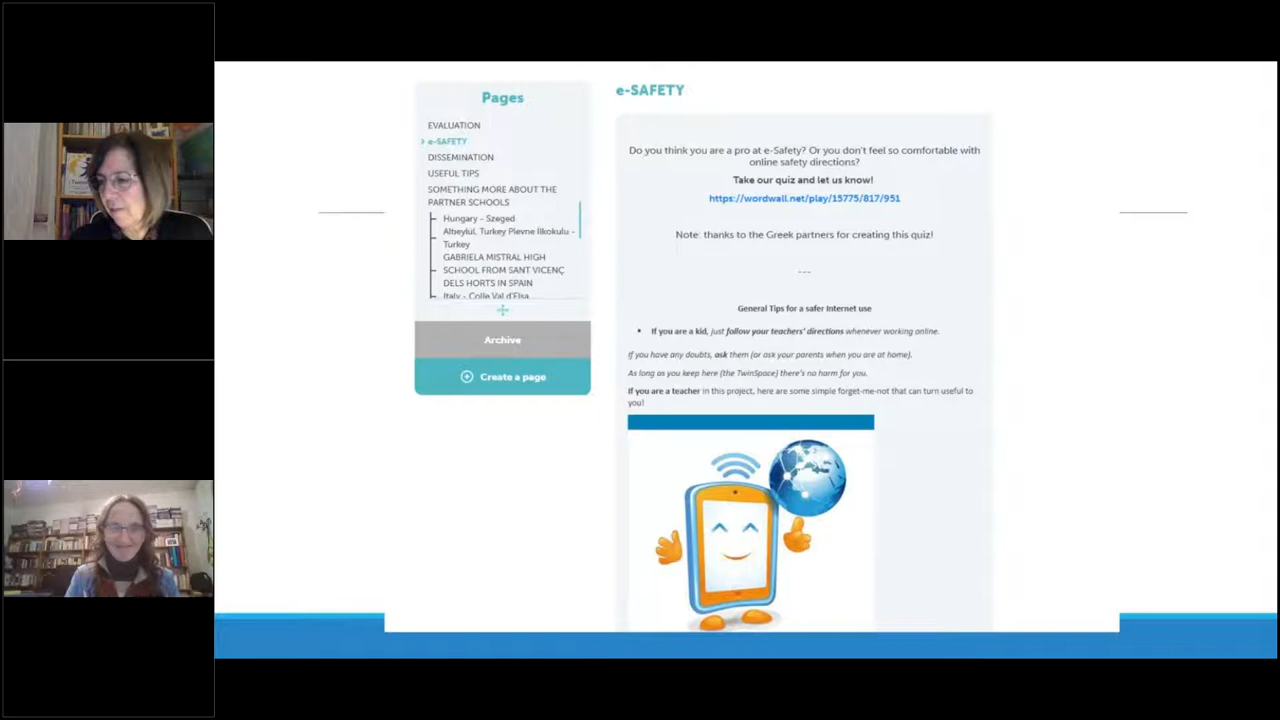 Pages
EVALUATION
e-SAFETY
DISSEMINATION
USEFUL TIPS
SOMETHING MORE ABOUT THE
PARTNER SCHOOLS
Hungary - Szeged
Altıeylül, Turkey Plevne İlkokulu -
Turkey
GABRIELA MISTRAL HIGH
SCHOOL FROM SANT VICENÇ
DELS HORTS IN SPAIN
Italy - Colle Val d'Elsa
Archive
Create a page
e-SAFETY
Do you think you are a pro at e-Safety? Or you don't feel so comfortable with
online safety directions?
Take our quiz and let us know!
https://wordwall.net/play/15775/817/951
Note: thanks to the Greek partners for creating this quiz!
---
General Tips for a safer Internet use
• If you are a kid, just follow your teachers' directions whenever working online.
If you have any doubts, ask them (or ask your parents when you are at home).
As long as you keep here (the TwinSpace) there's no harm for you.
If you are a teacher in this project, here are some simple forget-me-not that can turn useful to
you!